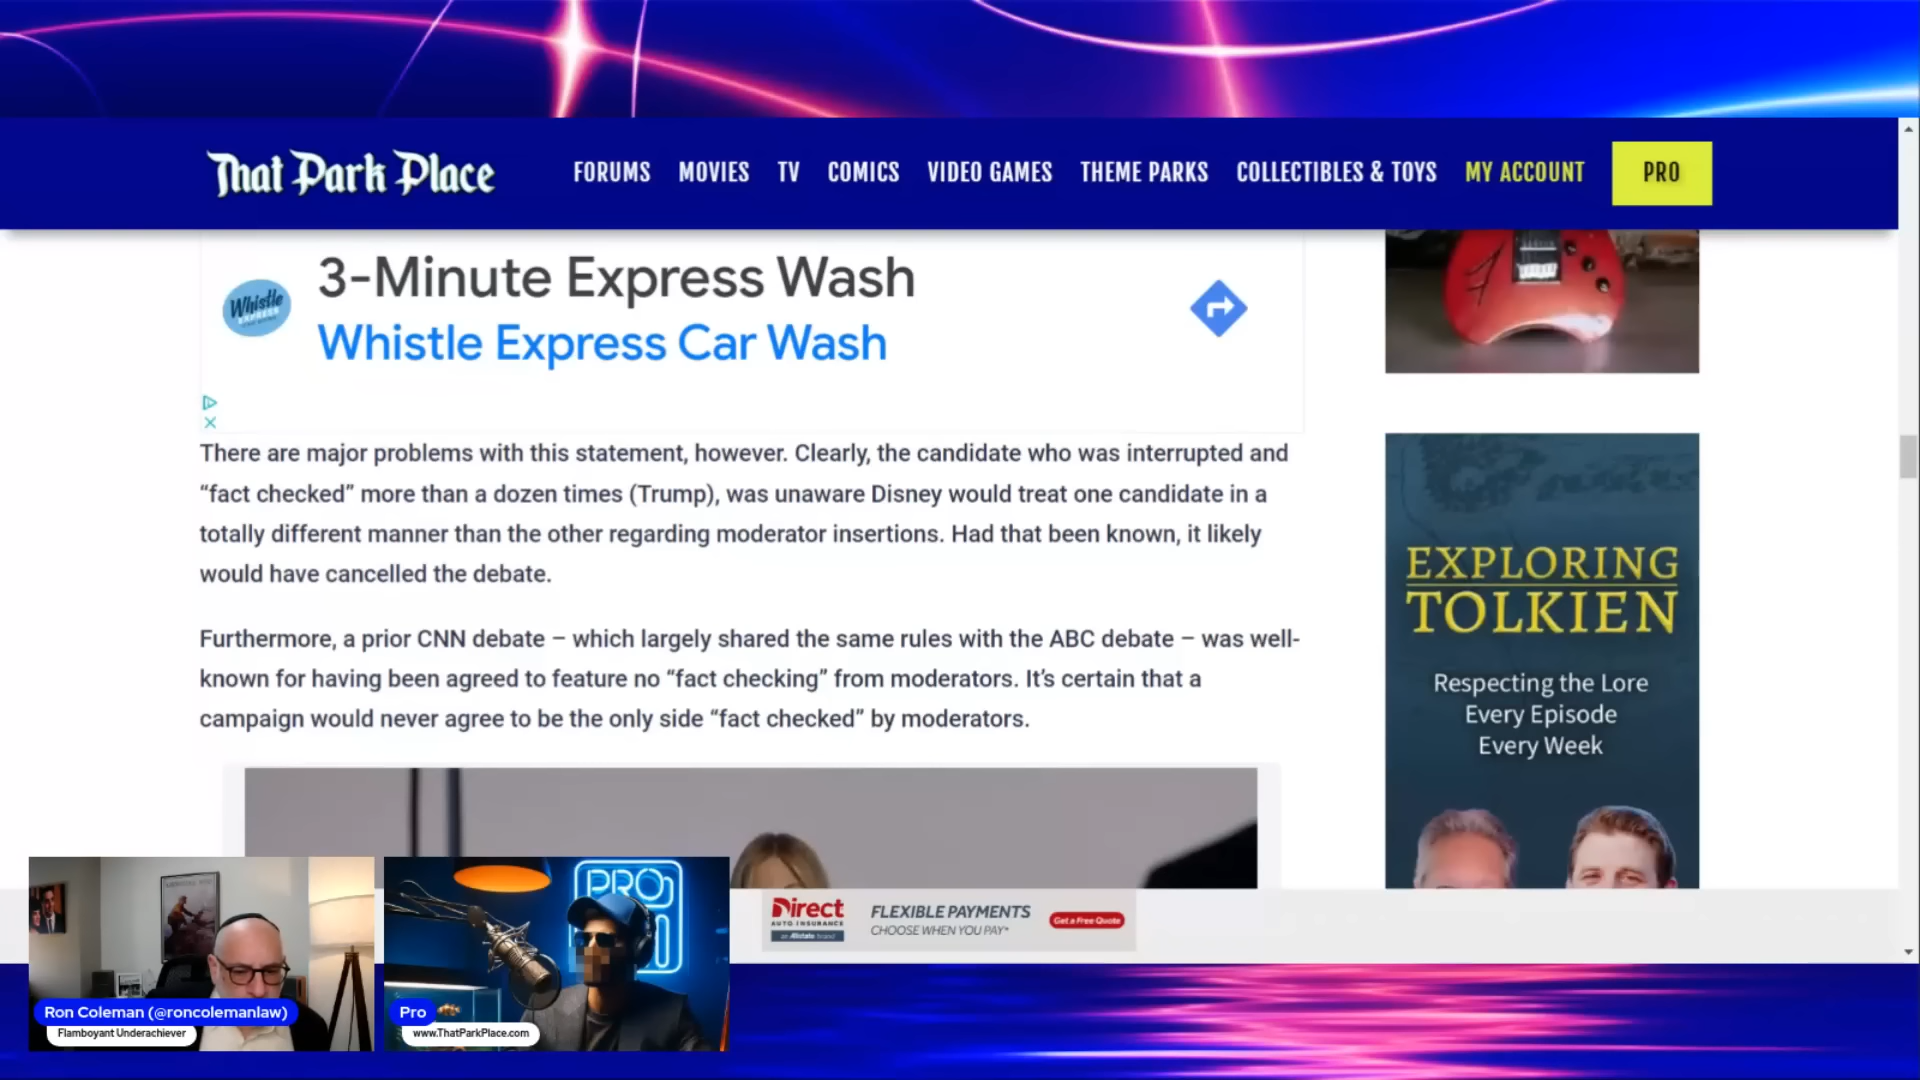 That Park Place
FORUMS MOVIES TV COMICS VIDEO GAMES THEME PARKS COLLECTIBLES & TOYS MY ACCOUNT PRO
3-Minute Express Wash
Whistle Express Car Wash
Whistle
EXPRESS
There are major problems with this statement, however. Clearly, the candidate who was interrupted and
“fact checked” more than a dozen times (Trump), was unaware Disney would treat one candidate in a
totally different manner than the other regarding moderator insertions. Had that been known, it likely
would have cancelled the debate.
Furthermore, a prior CNN debate – which largely shared the same rules with the ABC debate – was well-
known for having been agreed to feature no “fact checking” from moderators. It’s certain that a
campaign would never agree to be the only side “fact checked” by moderators.
EXPLORING
TOLKIEN
Respecting the Lore
Every Episode
Every Week
PRO
Ron Coleman (@roncolemanlaw)
Flamboyant Underachiever
Pro
www.ThatParkPlace.com
Direct
AUTO INSURANCE
an Allstate brand
FLEXIBLE PAYMENTS
CHOOSE WHEN YOU PAY*
Get a Free Quote